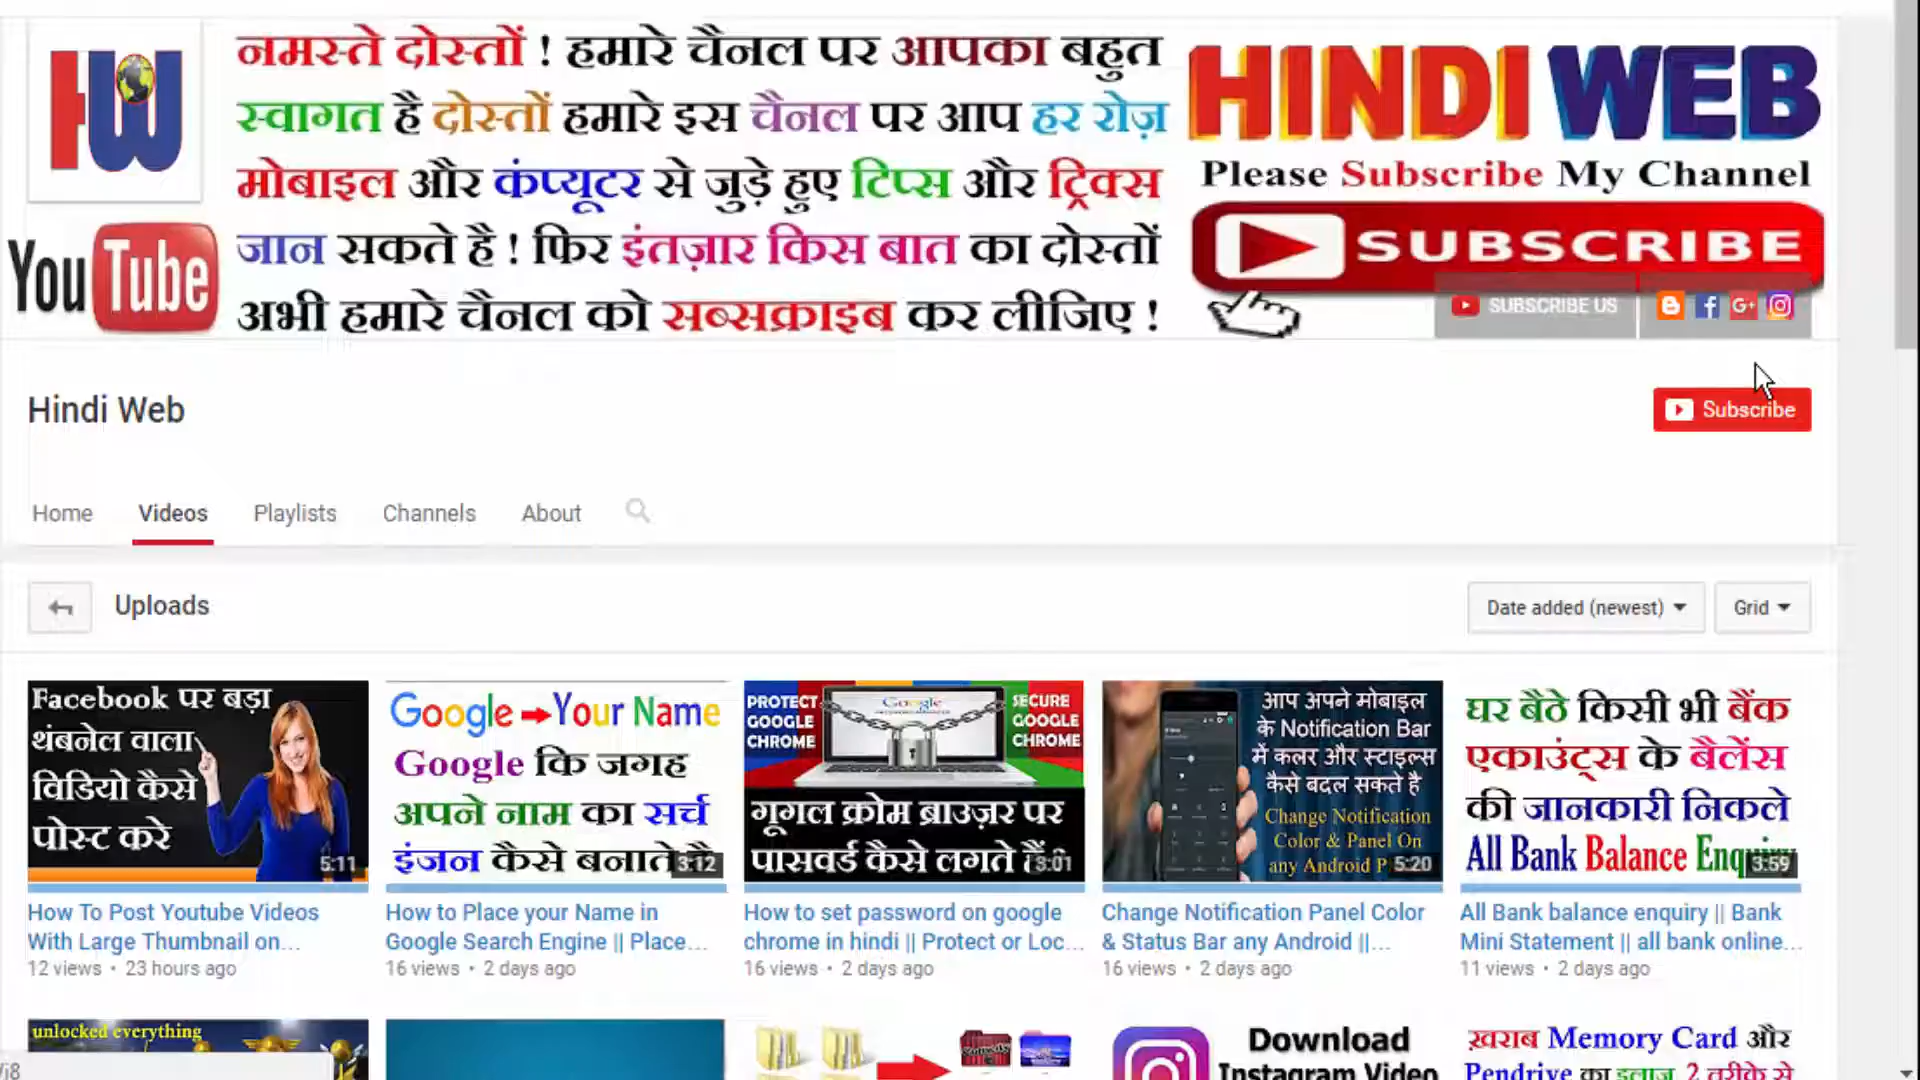 HW
नमस्ते दोस्तों ! हमारे चैनल पर आपका बहुत
स्वागत है दोस्तों हमारे इस चैनल पर आप हर रोज़
मोबाइल और कंप्यूटर से जुड़े हुए टिप्स और ट्रिक्स
जान सकते है ! फिर इंतज़ार किस बात का दोस्तों
अभी हमारे चैनल को सब्सक्राइब कर लीजिए !
YouTube
HINDI WEB
Please Subscribe My Channel
SUBSCRIBE
SUBSCRIBE US
Hindi Web
Subscribe
Home Videos Playlists Channels About
Uploads
Date added (newest) Grid
Facebook पर बड़ा
थंबनेल वाला
विडियो कैसे
पोस्ट करे
5:11
How To Post Youtube Videos
With Large Thumbnail on...
12 views • 23 hours ago
Google Your Name
Google कि जगह
अपने नाम का सर्च
इंजन कैसे बनाते है
3:12
How to Place your Name in
Google Search Engine || Place...
16 views • 2 days ago
PROTECT
GOOGLE
CHROME
Google
SECURE
GOOGLE
CHROME
गूगल क्रोम ब्राउज़र पर
पासवर्ड कैसे लगते हैं
3:01
How to set password on google
chrome in hindi || Protect or Loc...
16 views • 2 days ago
आप अपने मोबाइल
के Notification Bar
में कलर और स्टाइल्स
कैसे बदल सकते है
Change Notification
Color & Panel On
any Android P
5:20
Change Notification Panel Color
& Status Bar any Android ||...
16 views • 2 days ago
घर बैठे किसी भी बैंक
एकाउंट्स के बैलेंस
की जानकारी निकले
All Bank Balance Enquiry
3:59
All Bank balance enquiry || Bank
Mini Statement || all bank online...
11 views • 2 days ago
unlocked everything
Download
Instagram Video
ख़राब Memory Card और
Pendrive का इलाज 2 तरीके से